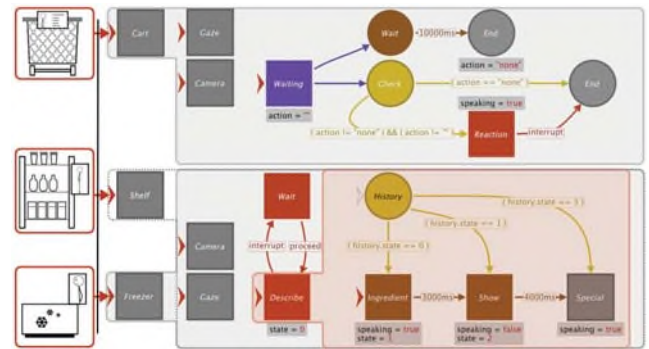 Cart
Gaze
Camera
Waiting
action = ""
Wait
10000ms
End
action = "none"
Check
( action == "none" )
End
speaking = true
( action != "none" ) && ( action != "" )
Reaction
interrupt
Shelf
Camera
Freezer
Gaze
Wait
interrupt
proceed
Describe
state = 0
History
( history.state == 3 )
( history.state == 1 )
( history.state == 0 )
Ingredient
3000ms
Show
4000ms
Special
speaking = true
state = 1
speaking = false
state = 2
speaking = true